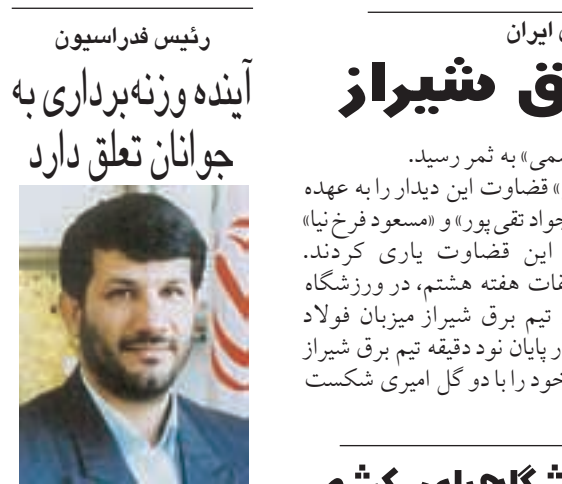 ایران
ق شیراز
سمی» به ثمر رسید.
» قضاوت این دیدار را به عهده
جواد تقی‌پور» و «مسعود فرخ‌نیا»
این قضاوت یاری کردند.
هفته هشتم، در ورزشگاه
تیم برق شیراز میزبان فولاد
پایان نود دقیقه تیم برق شیراز
خود را با دو گل امیری شکست
رئیس فدراسیون
آینده وزنه‌برداری به
جوانان تعلق دارد